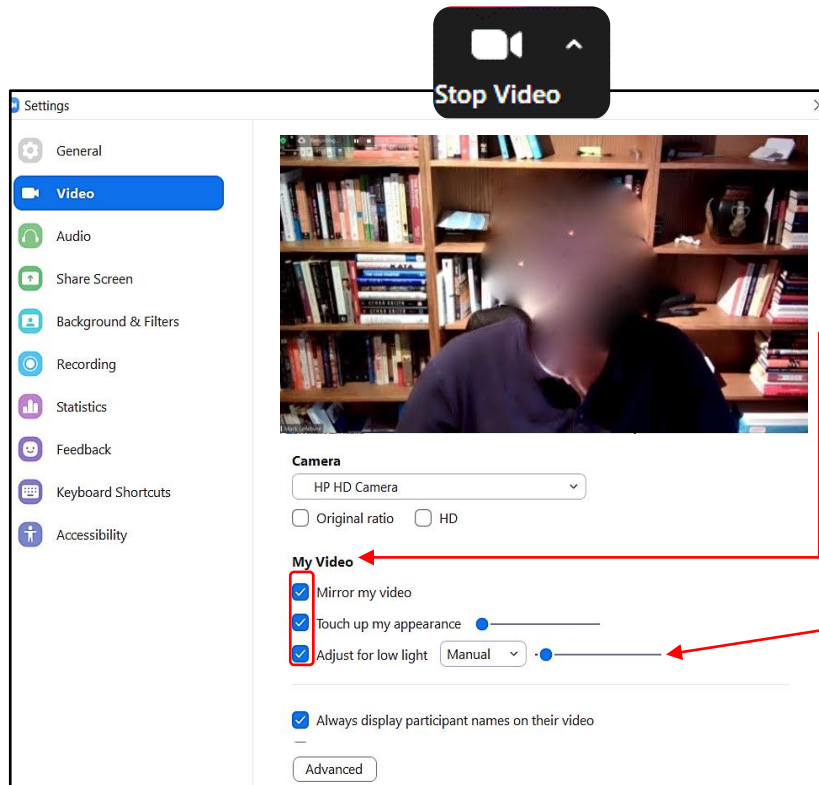 Stop Video
Settings
General
Video
Audio
Share Screen
Background & Filters
Recording
Statistics
Feedback
Keyboard Shortcuts
Accessibility
Camera
HP HD Camera
Original ratio
HD
My Video
Mirror my video
Touch up my appearance
Adjust for low light
Manual
Always display participant names on their video
Advanced